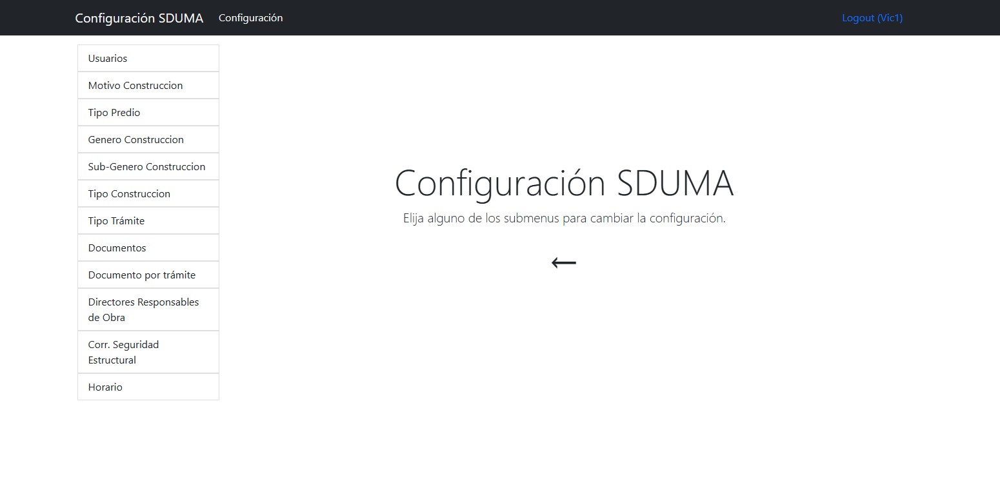 Configuración SDUMA
Configuración
Logout (Vic1)
Usuarios
Motivo Construccion
Tipo Predio
Genero Construccion
Sub-Genero Construccion
Tipo Construccion
Tipo Trámite
Documentos
Documento por trámite
Directores Responsables
de Obra
Corr. Seguridad
Estructural
Horario
Configuración SDUMA
Elija alguno de los submenus para cambiar la configuración.